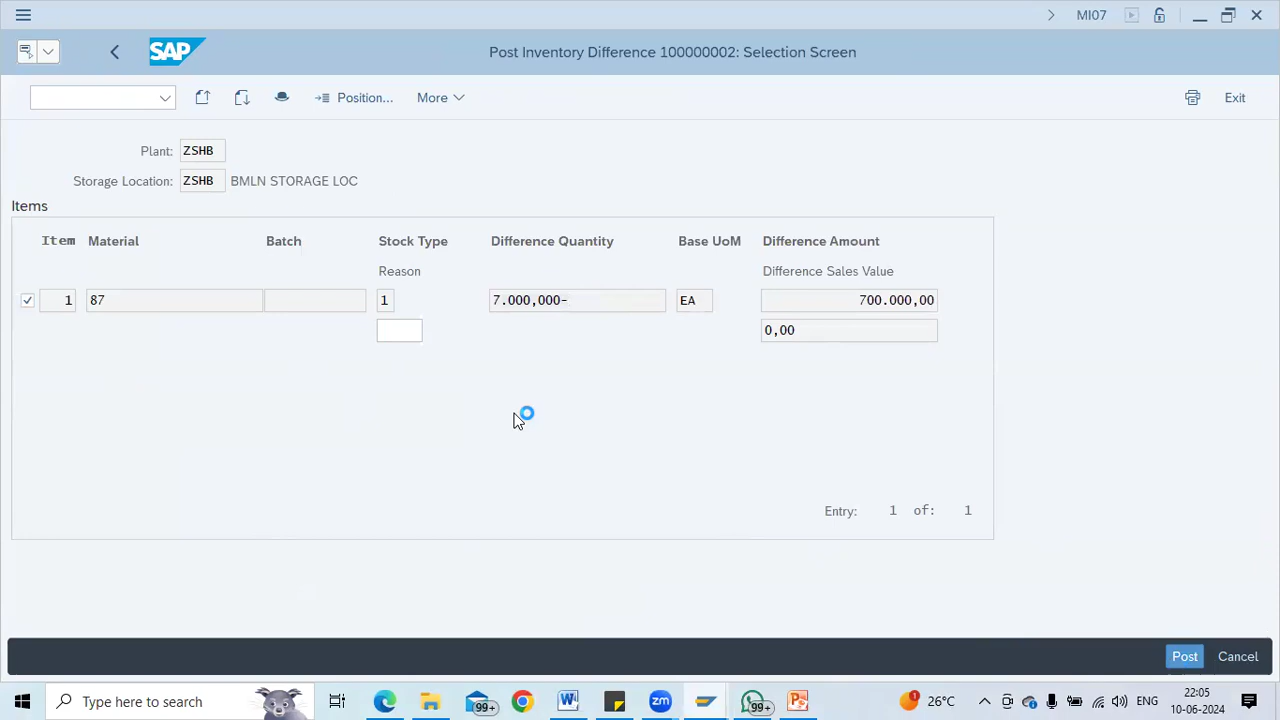 MI07
SAP Post Inventory Difference 100000002: Selection Screen
Position... More Exit
Plant: ZSHB
Storage Location: ZSHB BMLN STORAGE LOC
Items
Item Material Batch Stock Type Difference Quantity Base UoM Difference Amount
Reason Difference Sales Value
1 87 1 7.000,000- EA 700.000,00
0,00
Entry: 1 of: 1
Post Cancel
Type here to search 99+ W zm 99+ P 26°C ENG 22:05
10-06-2024